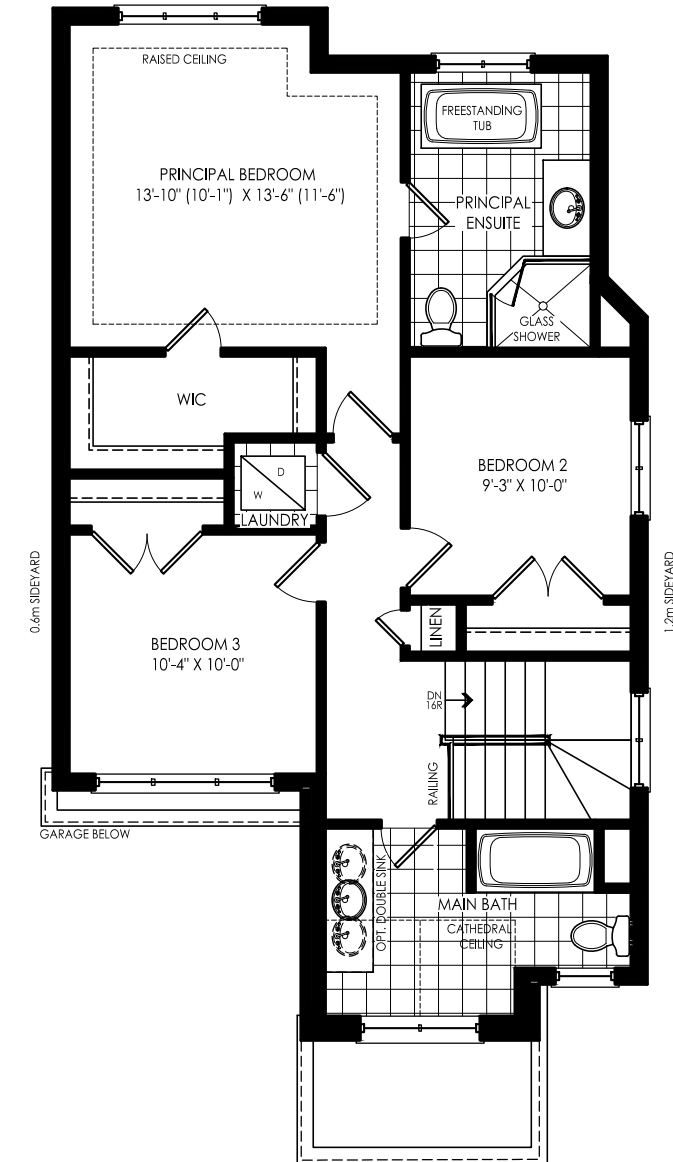 RAISED CEILING
PRINCIPAL BEDROOM
13'-10" (10'-1") X 13'-6" (11'-6")
FREESTANDING
TUB
PRINCIPAL
ENSUITE
GLASS
SHOWER
WIC
D
W
LAUNDRY
BEDROOM 2
9'-3" X 10'-0"
0.6m SIDEYARD
1.2m SIDEYARD
LINEN
BEDROOM 3
10'-4" X 10'-0"
DN
16R
RAILING
GARAGE BELOW
OPT. DOUBLE SINK
MAIN BATH
CATHEDRAL
CEILING